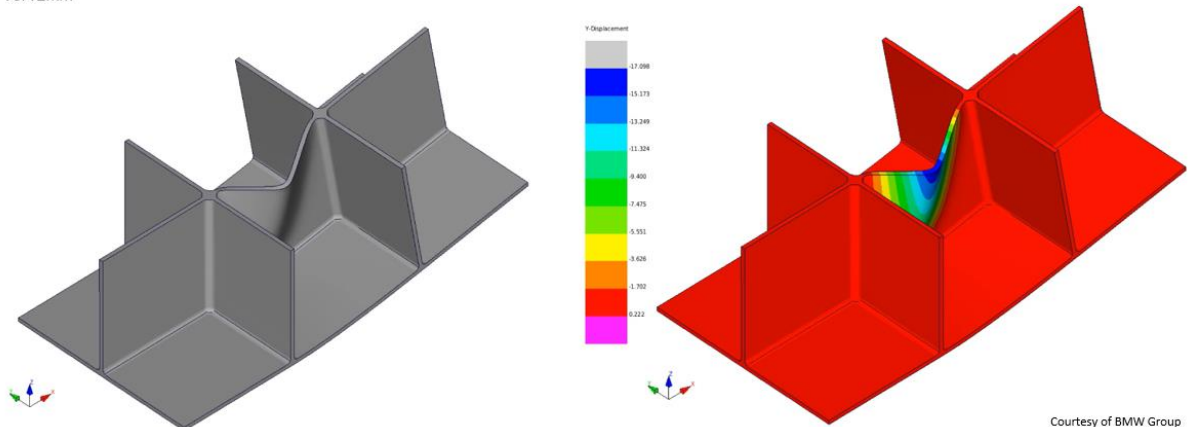 Y-Displacement
-17.098
-15.173
-13.249
-11.324
-9.400
-7.475
-5.551
-3.626
-1.702
0.222
Z
X
Z
X
Courtesy of BMW Group